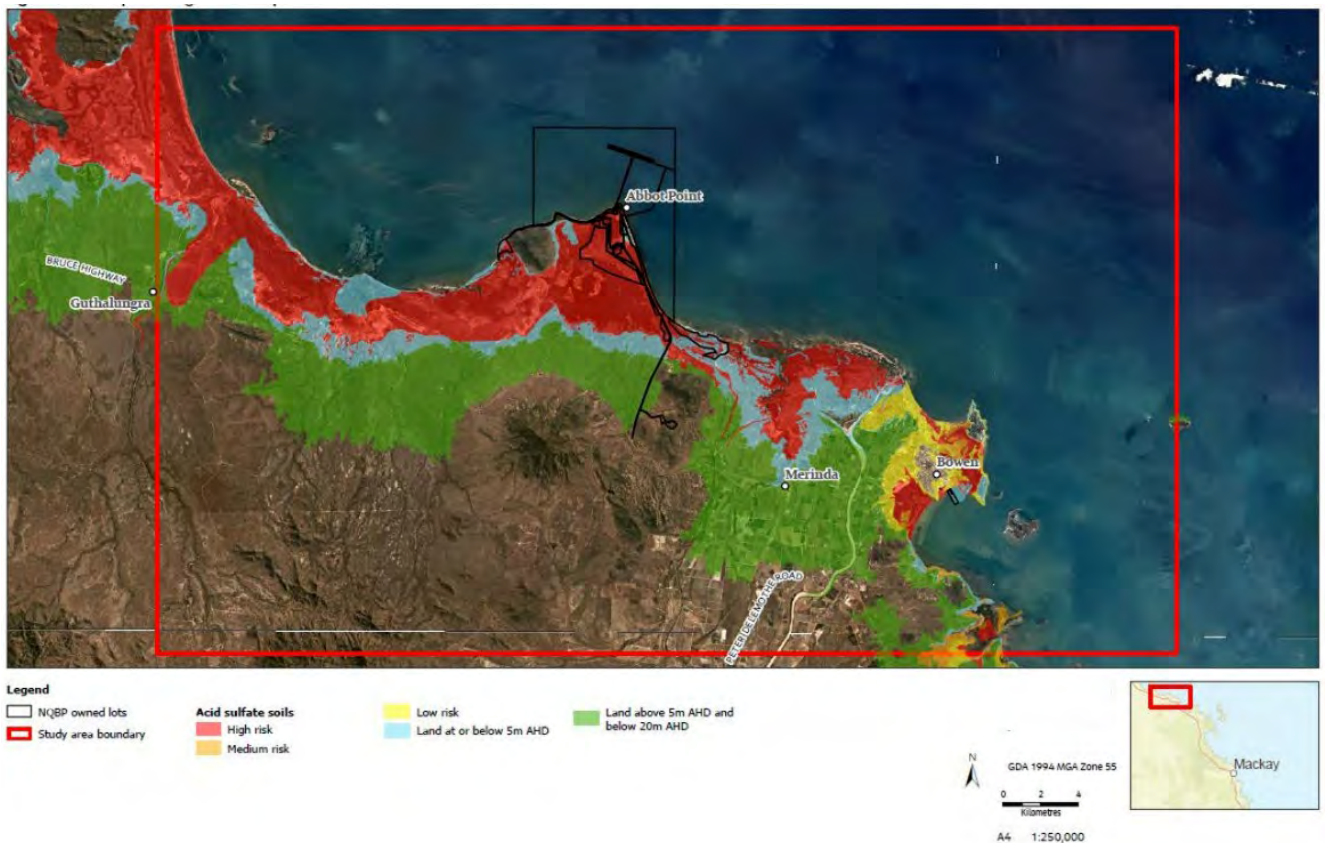 Abbot Point
BRUCE HIGHWAY
Guthalungra
Bowen
Merinda
PETER DELEMOTHE ROAD
Legend
NQBP owned lots
Study area boundary
Acid sulfate soils
High risk
Medium risk
Low risk
Land at or below 5m AHD
Land above 5m AHD and
below 20m AHD
N
GDA 1994 MGA Zone 55
0 2 4
Kilometres
A4 1:250,000
Mackay